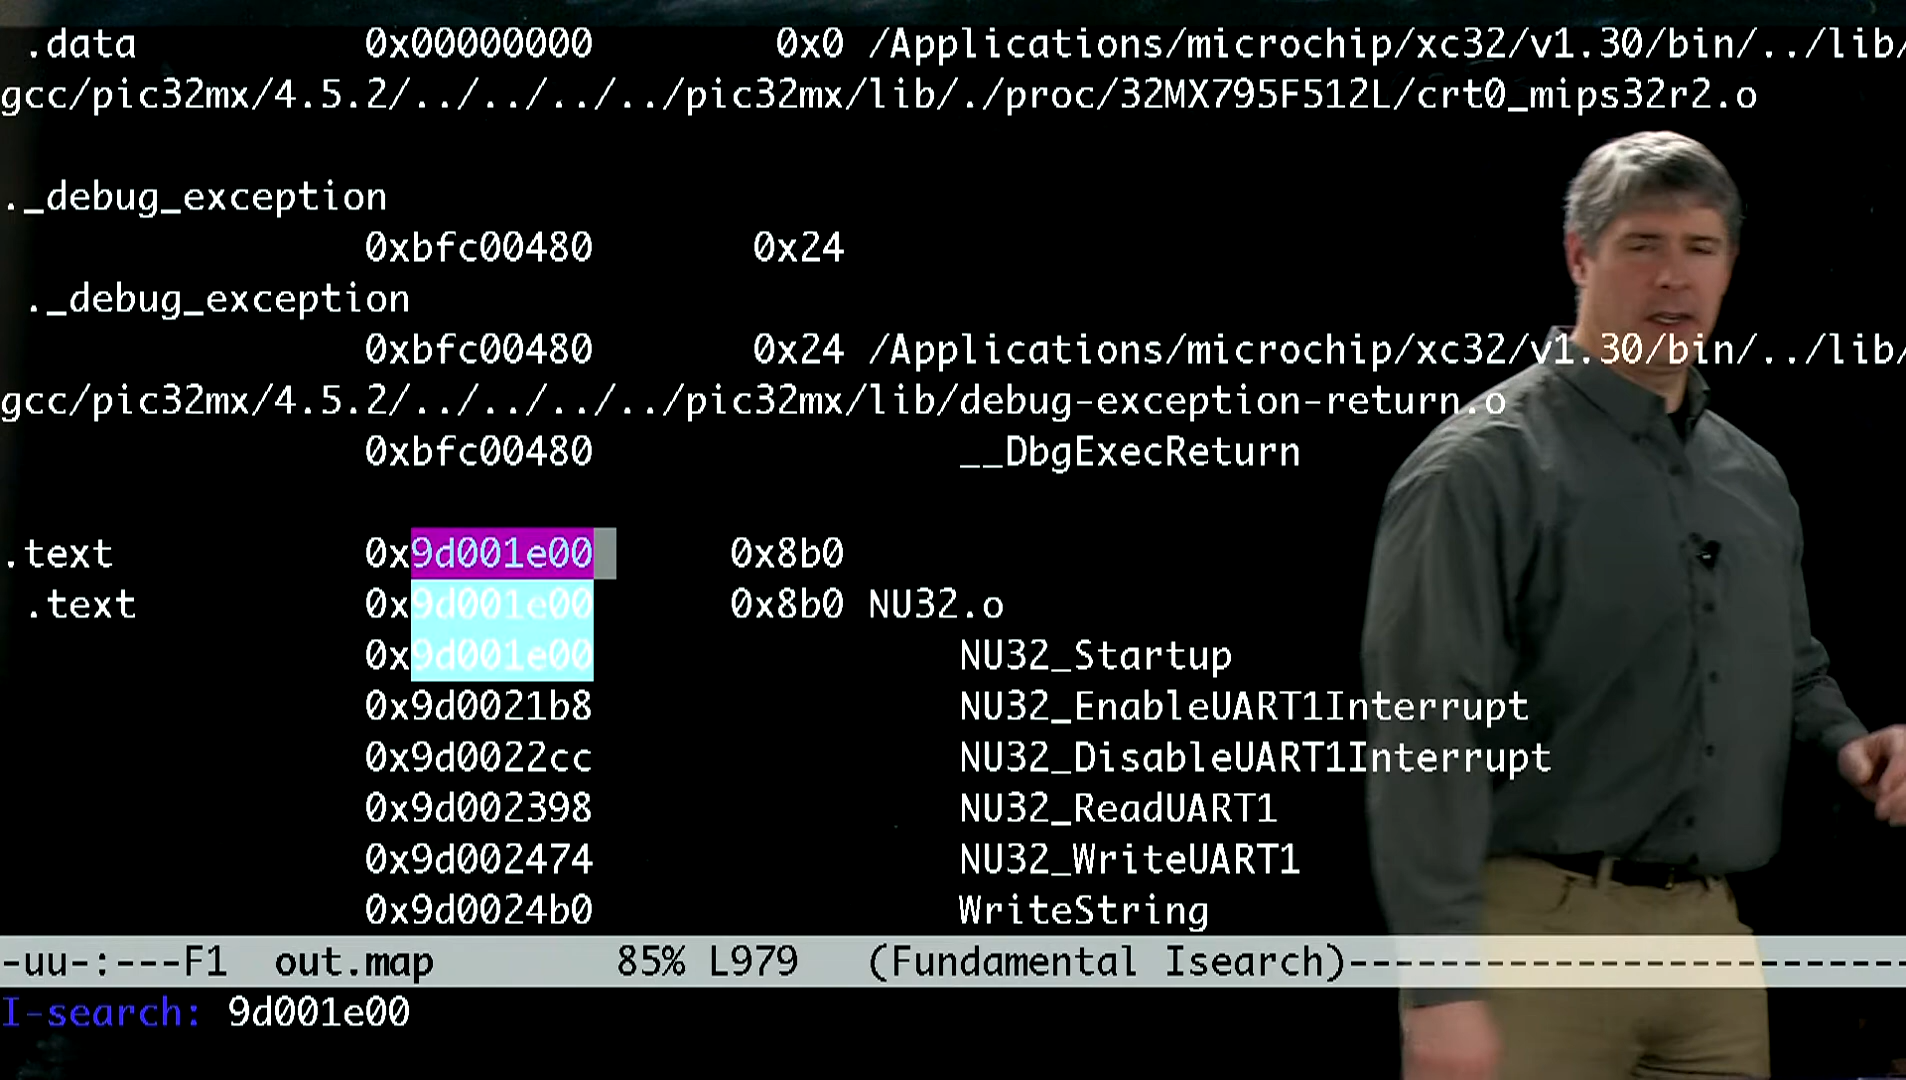 .data 0x00000000 0x0 /Applications/microchip/xc32/v1.30/bin/../lib/
gcc/pic32mx/4.5.2/../../../../pic32mx/lib/./proc/32MX795F512L/crt0_mips32r2.o
._debug_exception
0xbfc00480 0x24
._debug_exception
0xbfc00480 0x24 /Applications/microchip/xc32/v1.30/bin/../lib/
gcc/pic32mx/4.5.2/../../../../pic32mx/lib/debug-exception-return.o
0xbfc00480 __DbgExecReturn
.text 0x9d001e00 0x8b0
.text 0x9d001e00 0x8b0 NU32.o
0x9d001e00 NU32_Startup
0x9d0021b8 NU32_EnableUART1Interrupt
0x9d0022cc NU32_DisableUART1Interrupt
0x9d002398 NU32_ReadUART1
0x9d002474 NU32_WriteUART1
0x9d0024b0 WriteString
-uu-:---F1 out.map 85% L979 (Fundamental Isearch)-------------------------
I-search: 9d001e00